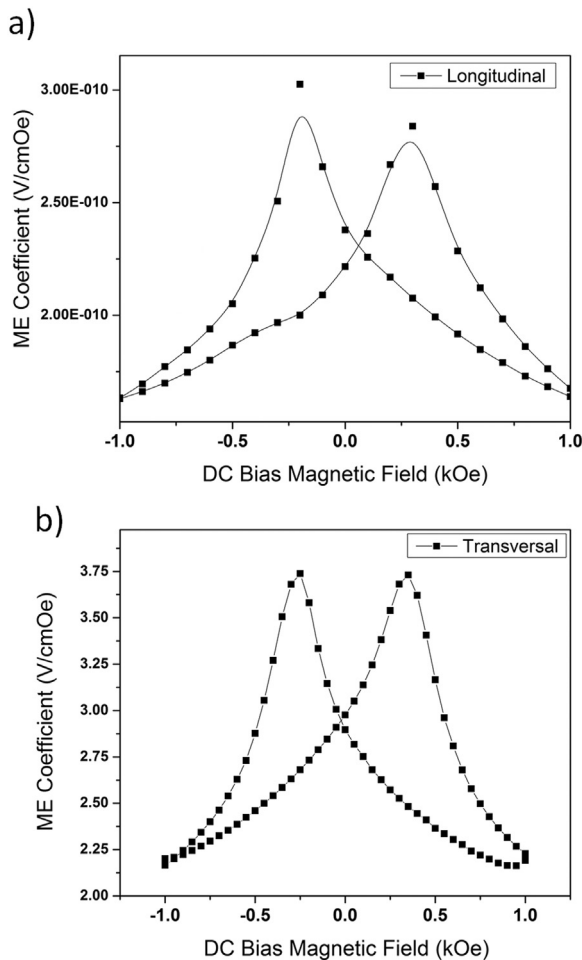 a)
Longitudinal
ME Coefficient (V/cmOe)
3.00E-010
2.50E-010
2.00E-010
-1.0 -0.5 0.0 0.5 1.0
DC Bias Magnetic Field (kOe)
b)
Transversal
ME Coefficient (V/cmOe)
3.75
3.50
3.25
3.00
2.75
2.50
2.25
2.00
-1.0 -0.5 0.0 0.5 1.0
DC Bias Magnetic Field (kOe)